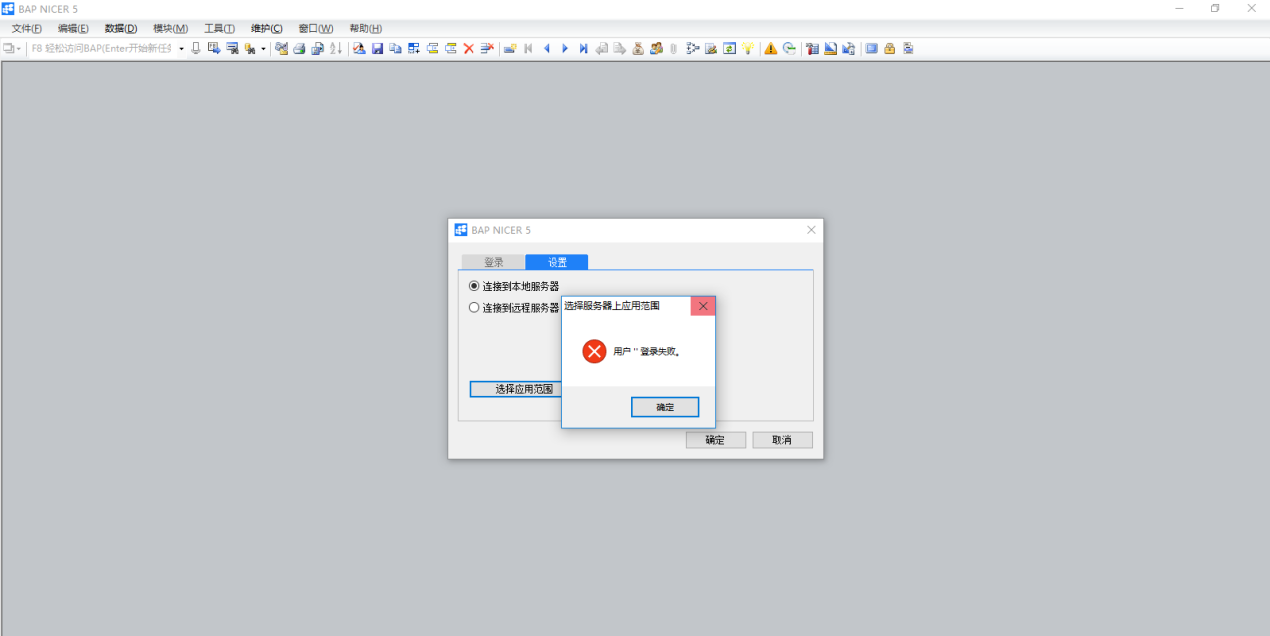 BAP NICER 5
文件(F) 编辑(E) 数据(D) 模块(M) 工具(T) 维护(C) 窗口(W) 帮助(H)
F8 轻松访问BAP(Enter开始新任务
BAP NICER 5
登录 设置
连接到本地服务器
连接到远程服务器
选择服务器上应用范围
用户 '' 登录失败。
选择应用范围
确定
确定 取消